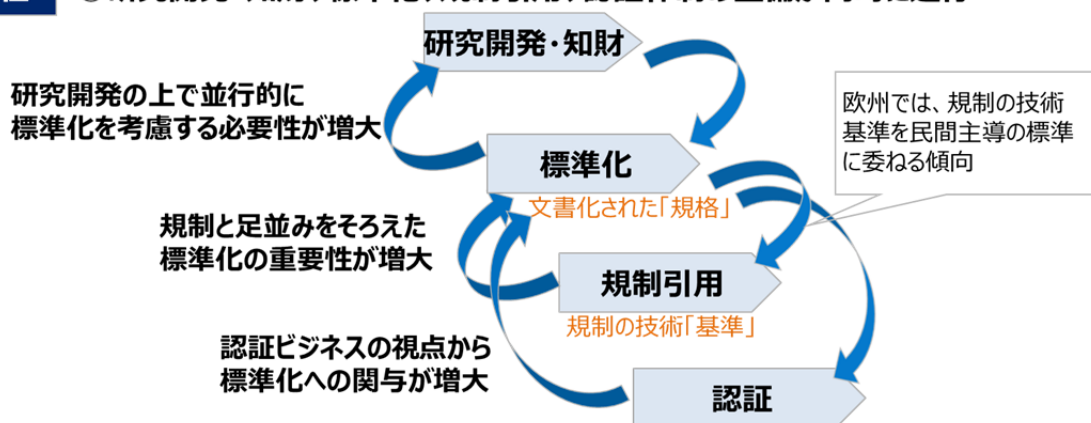 研究開発・知財
研究開発の上で並行的に
標準化を考慮する必要性が増大
欧州では、規制の技術
基準を民間主導の標準
に委ねる傾向
標準化
文書化された「規格」
規制と足並みをそろえた
標準化の重要性が増大
規制引用
規制の技術「基準」
認証ビジネスの視点から
標準化への関与が増大
認証